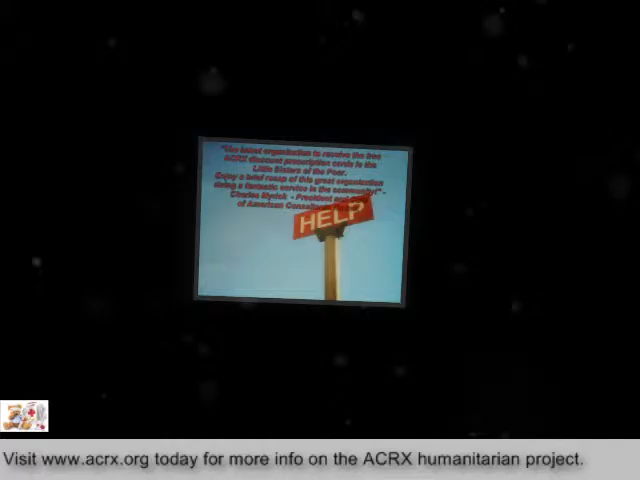 "The latest organization to receive the free
ACRX discount prescription cards is the
Little Sisters of the Poor.
Enjoy a brief recap of this great organization
doing a fantastic service in the community!" -
Charles Myrick - President
of American Consultants
HELP
Visit www.acrx.org today for more info on the ACRX humanitarian project.